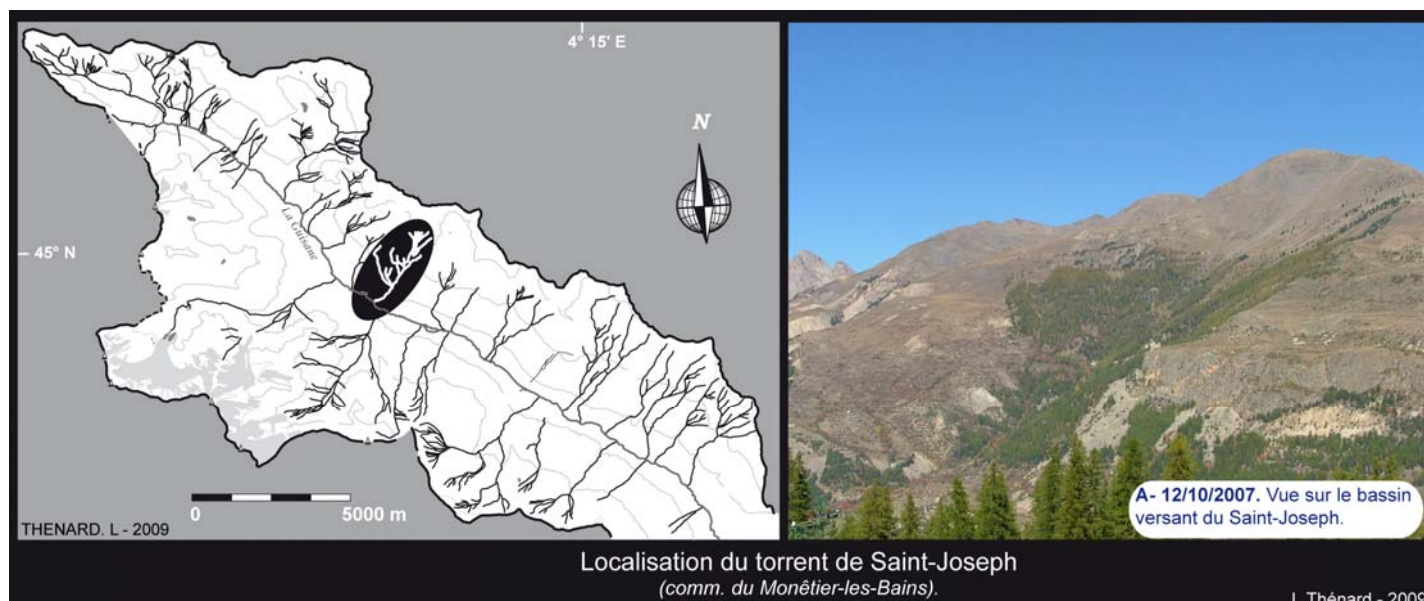 4° 15' E
N
La Guisane
45° N
0 5000 m
THENARD. L - 2009
A- 12/10/2007. Vue sur le bassin
versant du Saint-Joseph.
Localisation du torrent de Saint-Joseph
(comm. du Monêtier-les-Bains).
L Thénard - 2009